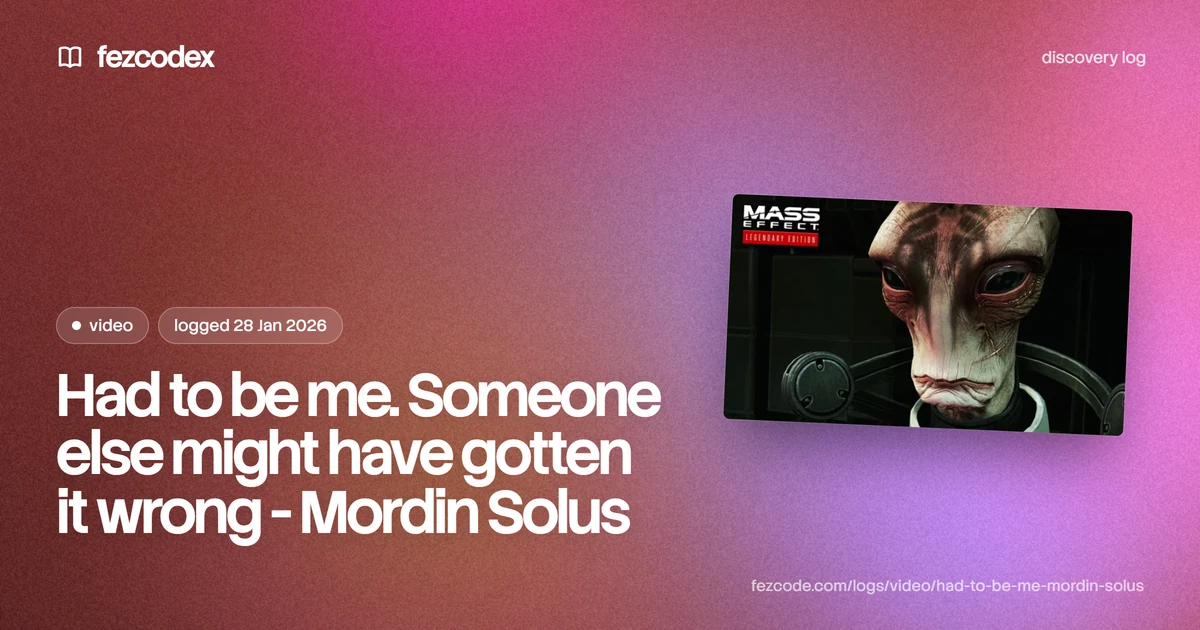 fezcodex
discovery log
MASS
EFFECT
LEGENDARY EDITION
video
logged 28 Jan 2026
Had to be me. Someone
else might have gotten
it wrong - Mordin Solus
fezcode.com/logs/video/had-to-be-me-mordin-solus